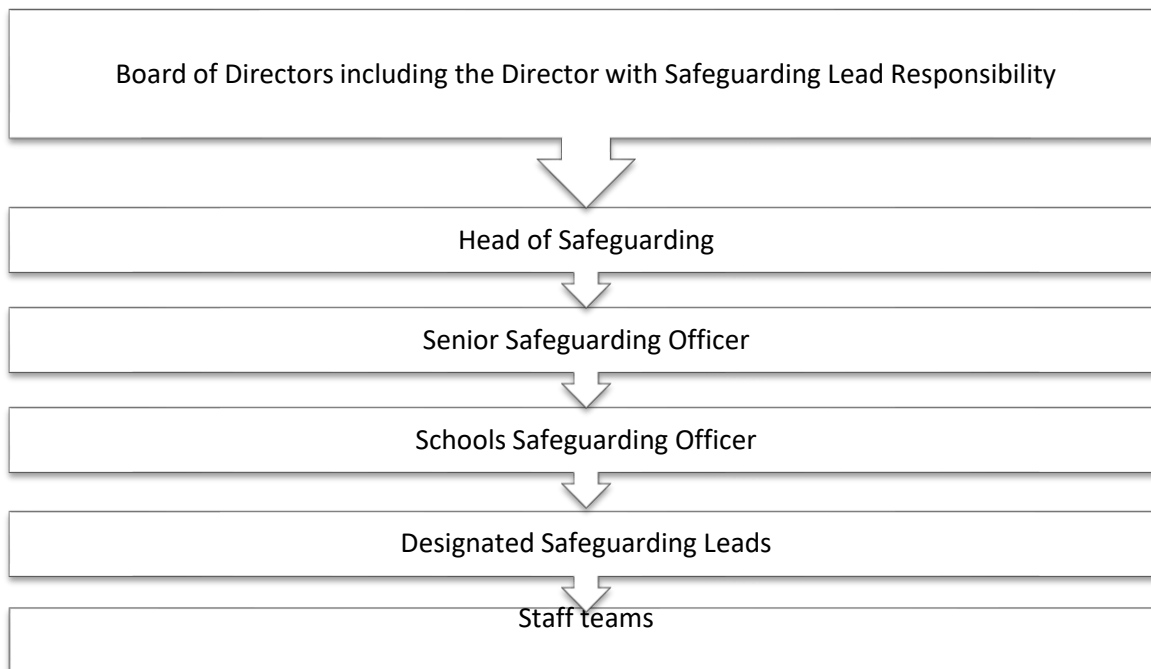 Board of Directors including the Director with Safeguarding Lead Responsibility
Head of Safeguarding
Senior Safeguarding Officer
Schools Safeguarding Officer
Designated Safeguarding Leads
Staff teams